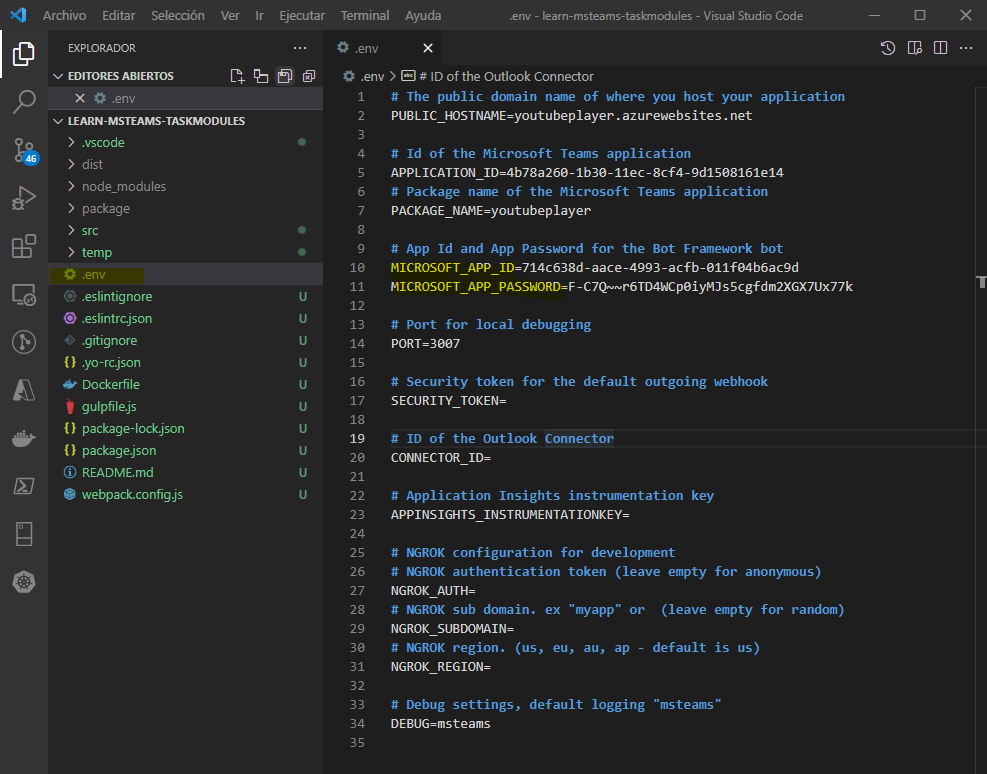 Archivo Editar Selección Ver Ir Ejecutar Terminal Ayuda .env - learn-msteams-taskmodules - Visual Studio Code
EXPLORADOR
EDITORES ABIERTOS
.env
LEARN-MSTEAMS-TASKMODULES
.vscode
dist
node_modules
package
src
temp
.env
.eslintignore U
.eslintrc.json U
.gitignore U
.yo-rc.json U
Dockerfile U
gulpfile.js U
package-lock.json U
package.json U
README.md U
webpack.config.js U
46
.env
.env > # ID of the Outlook Connector
1 # The public domain name of where you host your application
2 PUBLIC_HOSTNAME=youtubeplayer.azurewebsites.net
3
4 # Id of the Microsoft Teams application
5 APPLICATION_ID=4b78a260-1b30-11ec-8cf4-9d1508161e14
6 # Package name of the Microsoft Teams application
7 PACKAGE_NAME=youtubeplayer
8
9 # App Id and App Password for the Bot Framework bot
10 MICROSOFT_APP_ID=714c638d-aace-4993-acfb-011f04b6ac9d
11 MICROSOFT_APP_PASSWORD=F-C7Q~~r6TD4WCp0iyMJs5cgfdm2XGX7Ux77k
12
13 # Port for local debugging
14 PORT=3007
15
16 # Security token for the default outgoing webhook
17 SECURITY_TOKEN=
18
19 # ID of the Outlook Connector
20 CONNECTOR_ID=
21
22 # Application Insights instrumentation key
23 APPINSIGHTS_INSTRUMENTATIONKEY=
24
25 # NGROK configuration for development
26 # NGROK authentication token (leave empty for anonymous)
27 NGROK_AUTH=
28 # NGROK sub domain. ex "myapp" or  (leave empty for random)
29 NGROK_SUBDOMAIN=
30 # NGROK region. (us, eu, au, ap - default is us)
31 NGROK_REGION=
32
33 # Debug settings, default logging "msteams"
34 DEBUG=msteams
35